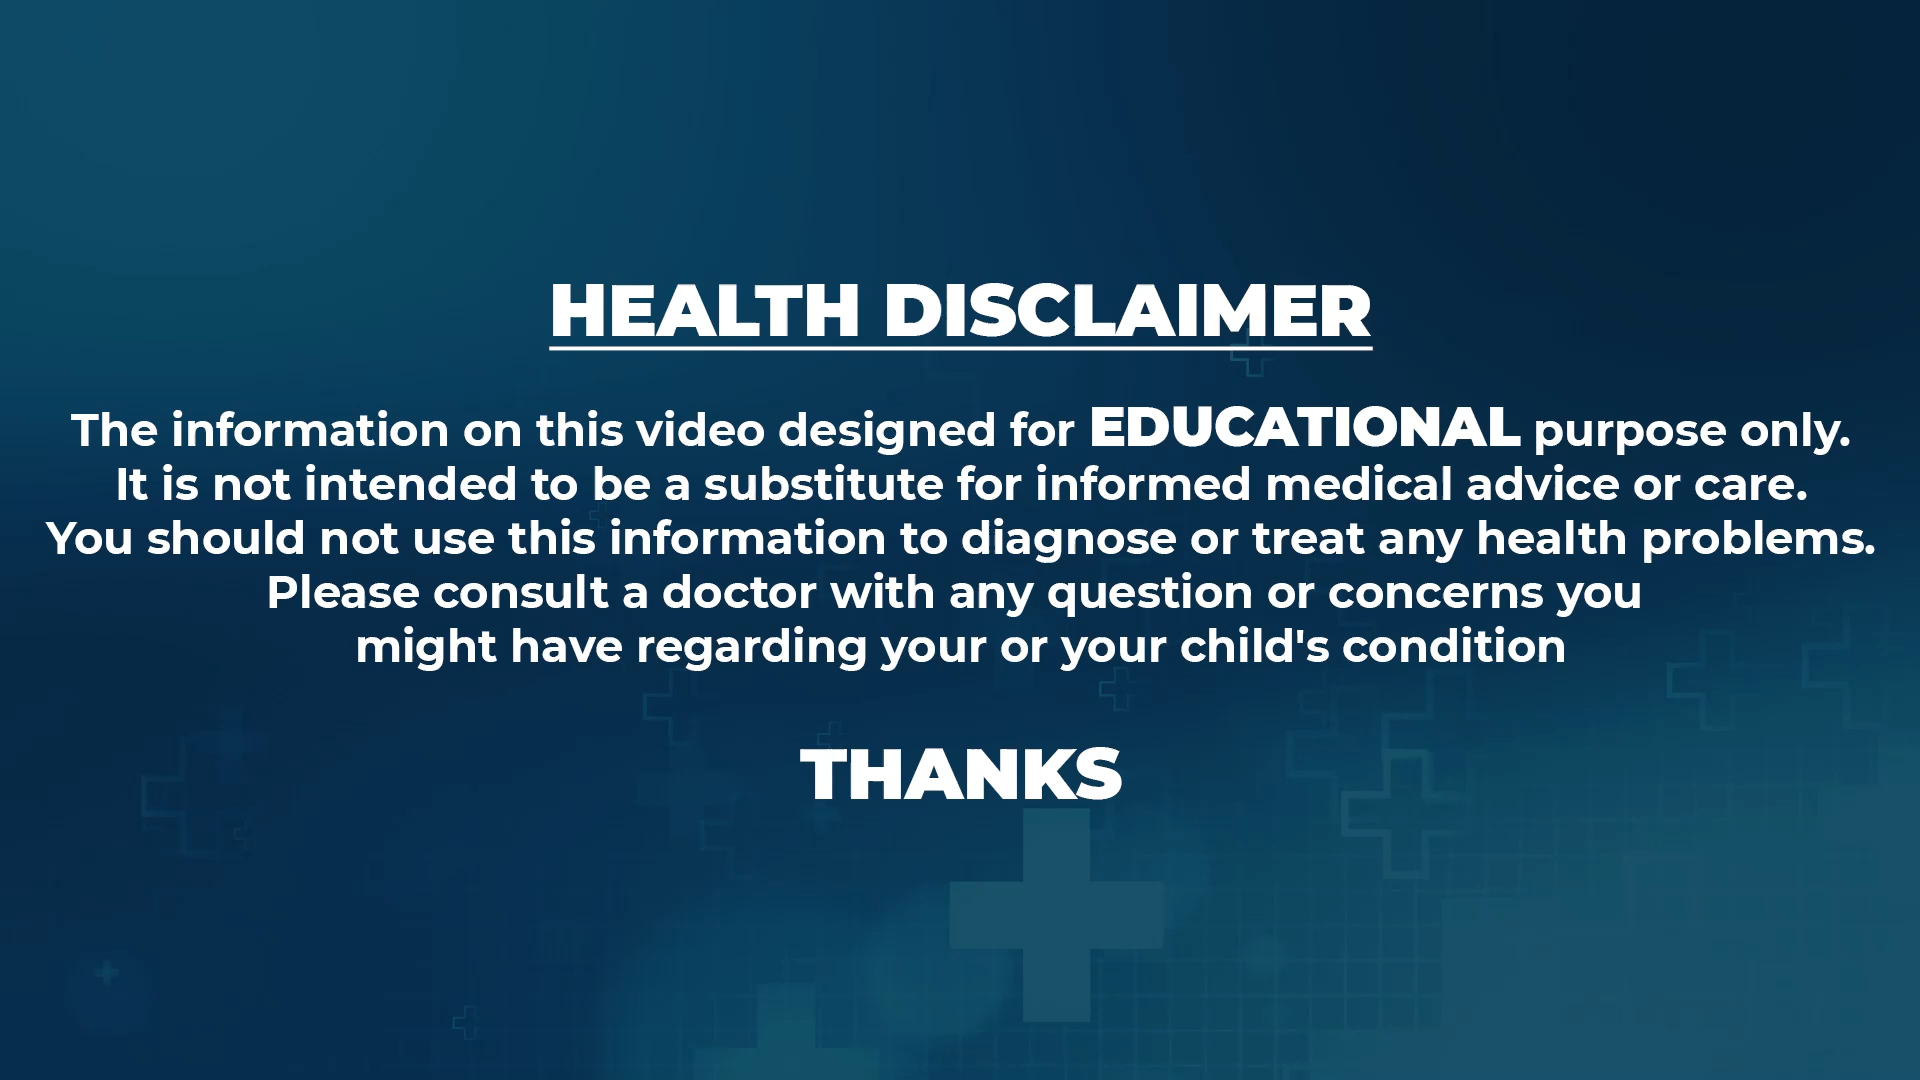 HEALTH DISCLAIMER
The information on this video designed for EDUCATIONAL purpose only.
It is not intended to be a substitute for informed medical advice or care.
You should not use this information to diagnose or treat any health problems.
Please consult a doctor with any question or concerns you
might have regarding your or your child's condition
THANKS